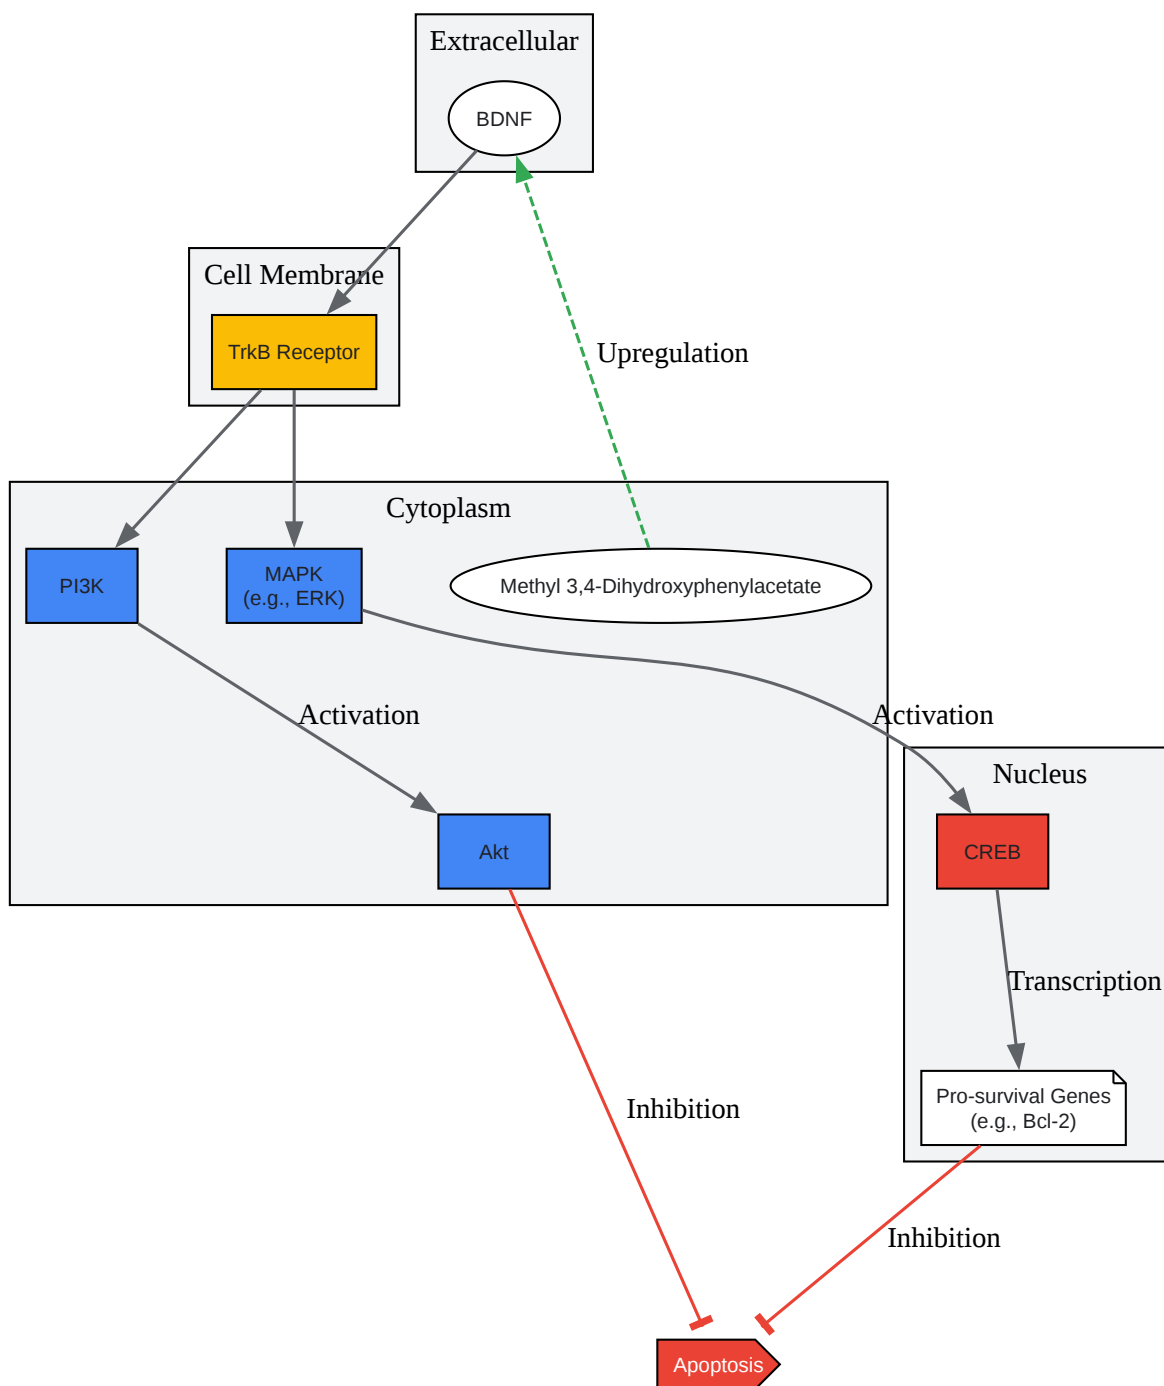 Extracellular
BDNF
Cell Membrane
TrkB Receptor
Upregulation
Cytoplasm
PI3K
MAPK
(e.g., ERK)
Methyl 3,4-Dihydroxyphenylacetate
Activation
Activation
Nucleus
Akt
CREB
Transcription
Pro-survival Genes
(e.g., Bcl-2)
Inhibition
Inhibition
Apoptosis